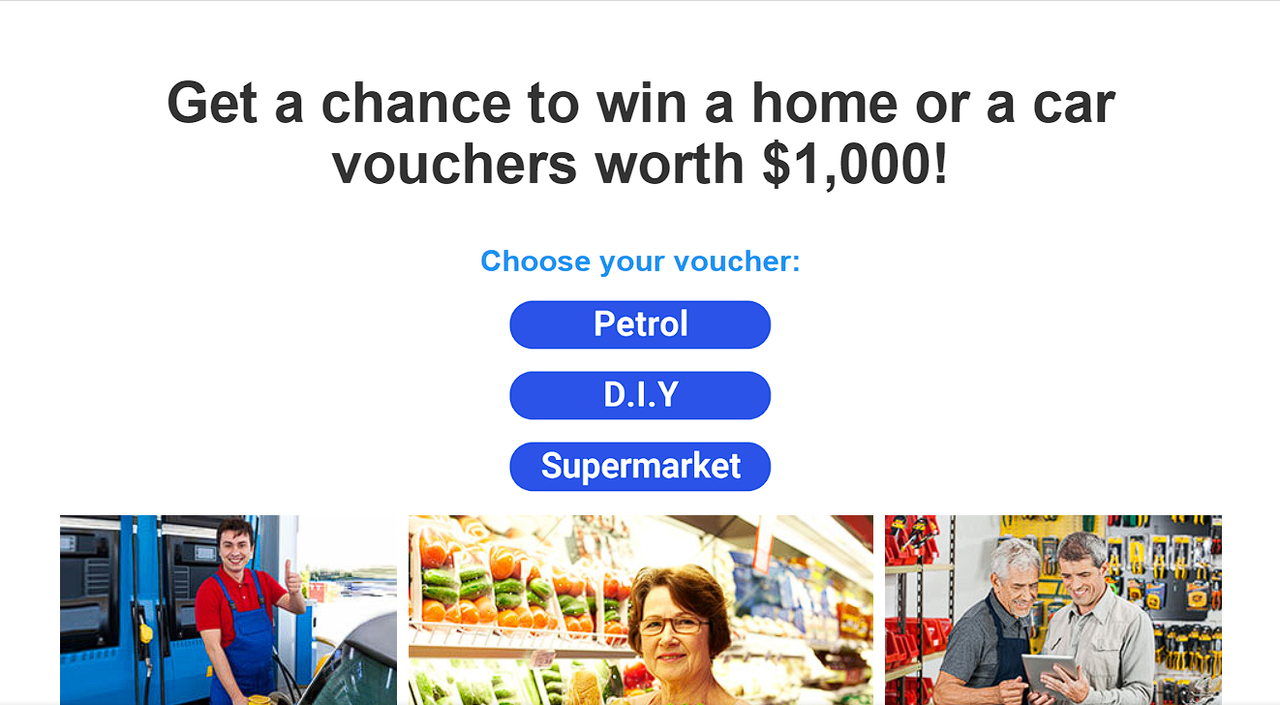 Get a chance to win a home or a car
vouchers worth $1,000!
Choose your voucher:
Petrol
D.I.Y
Supermarket